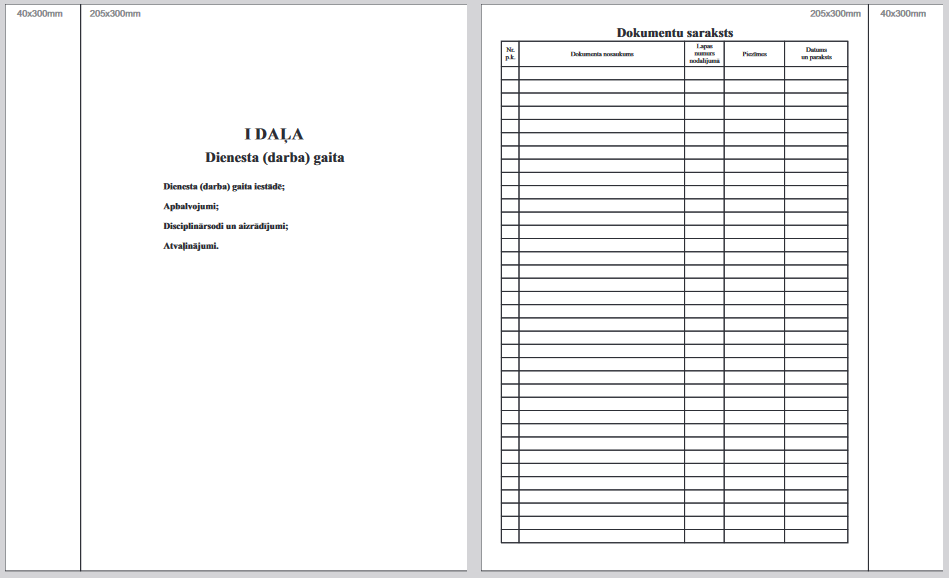 40x300mm
205x300mm
I DAĻA
Dienesta (darba) gaita
Dienesta (darba) gaita iestādē;
Apbalvojumi;
Disciplinārsodi un aizrādījumi;
Atvaļinājumi.
205x300mm
40x300mm
Dokumentu saraksts
Nr.
p.k.
Dokumenta nosaukums
Lapas
numurs
nodalījumā
Piezīmes
Datums
un paraksts